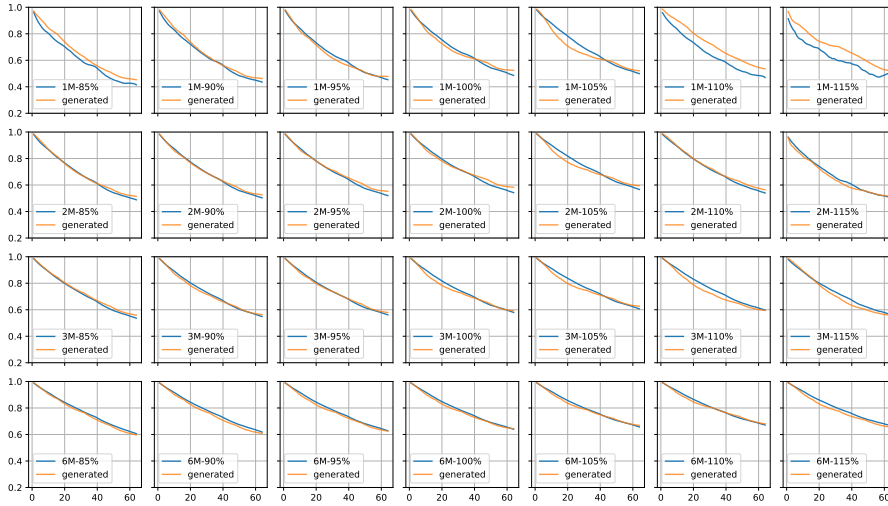 1.0
0.8
0.6
0.4
0.2
1M-85%
generated
1M-90%
generated
1M-95%
generated
1M-100%
generated
1M-105%
generated
1M-110%
generated
1M-115%
generated
1.0
0.8
0.6
0.4
0.2
2M-85%
generated
2M-90%
generated
2M-95%
generated
2M-100%
generated
2M-105%
generated
2M-110%
generated
2M-115%
generated
1.0
0.8
0.6
0.4
0.2
3M-85%
generated
3M-90%
generated
3M-95%
generated
3M-100%
generated
3M-105%
generated
3M-110%
generated
3M-115%
generated
1.0
0.8
0.6
0.4
0.2
6M-85%
generated
6M-90%
generated
6M-95%
generated
6M-100%
generated
6M-105%
generated
6M-110%
generated
6M-115%
generated
0 20 40 60 0 20 40 60 0 20 40 60 0 20 40 60 0 20 40 60 0 20 40 60 0 20 40 60